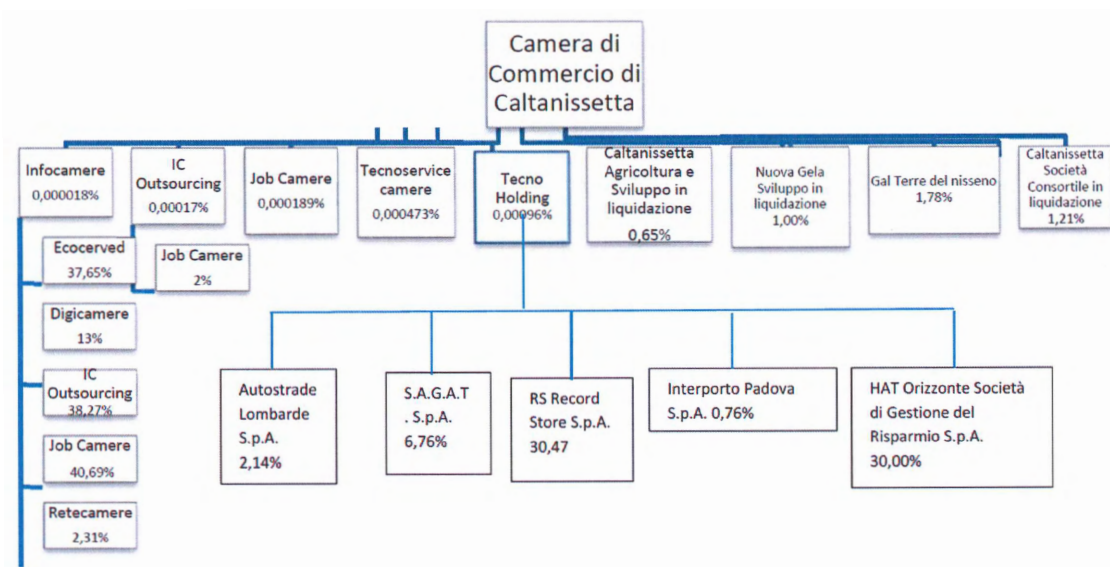 Camera di
Commercio di
Caltanissetta
Infocamere
0,000018%
IC
Outsourcing
0,00017%
Job Camere
0,000189%
Tecnoservice
camere
0,000473%
Tecno
Holding
0,00096%
Caltanissetta
Agricoltura e
Sviluppo in
liquidazione
0,65%
Nuova Gela
Sviluppo in
liquidazione
1,00%
Gal Terre del nisseno
1,78%
Caltanissetta
Società
Consortile in
liquidazione
1,21%
Ecocerved
37,65%
Job Camere
2%
Digicamere
13%
IC
Outsourcing
38,27%
Job Camere
40,69%
Retecamere
2,31%
Autostrade
Lombarde
S.p.A.
2,14%
S.A.G.A.T
. S.p.A.
6,76%
RS Record
Store S.p.A.
30,47
Interporto Padova
S.p.A. 0,76%
HAT Orizzonte Società
di Gestione del
Risparmio S.p.A.
30,00%